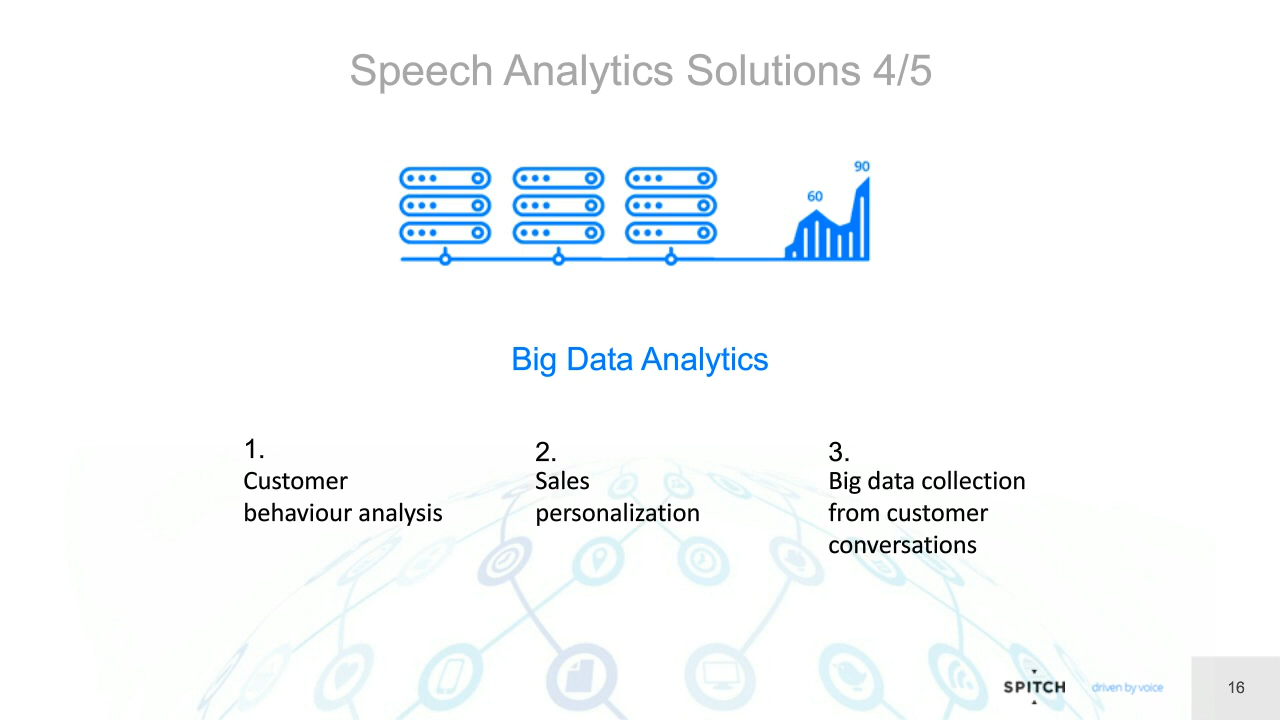 Speech Analytics Solutions 4/5
90
60
Big Data Analytics
1.
Customer
behaviour analysis
2.
Sales
personalization
3.
Big data collection
from customer
conversations
SPITCH
driven by voice
16